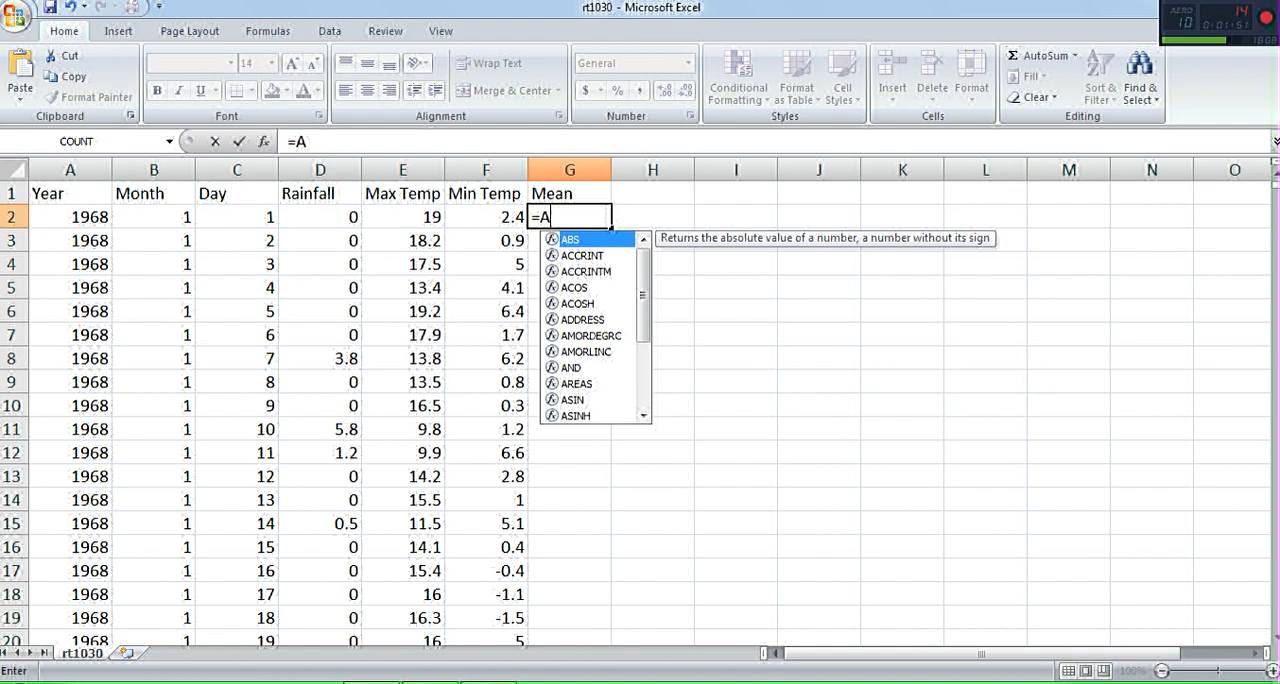 rt1030 - Microsoft Excel
AERO 14
10 0:01:51
Home Insert Page Layout Formulas Data Review View
Paste Cut Copy Format Painter
14 A A
B I U A
Wrap Text
Merge & Center
General
$ % ,
Conditional Formatting Format as Table Cell Styles
Insert Delete Format
Σ AutoSum Fill Clear
Sort & Filter Find & Select
Clipboard Font Alignment Number Styles Cells Editing
COUNT fx =A
A B C D E F G H I J K L M N O
1 Year Month Day Rainfall Max Temp Min Temp Mean
2 1968 1 1 0 19 2.4 =A
3 1968 1 2 0 18.2 0.9
4 1968 1 3 0 17.5 5
5 1968 1 4 0 13.4 4.1
6 1968 1 5 0 19.2 6.4
7 1968 1 6 0 17.9 1.7
8 1968 1 7 3.8 13.8 6.2
9 1968 1 8 0 13.5 0.8
10 1968 1 9 0 16.5 0.3
11 1968 1 10 5.8 9.8 1.2
12 1968 1 11 1.2 9.9 6.6
13 1968 1 12 0 14.2 2.8
14 1968 1 13 0 15.5 1
15 1968 1 14 0.5 11.5 5.1
16 1968 1 15 0 14.1 0.4
17 1968 1 16 0 15.4 -0.4
18 1968 1 17 0 16 -1.1
19 1968 1 18 0 16.3 -1.5
20 1968 1 19 0 16 5
ABS
Returns the absolute value of a number, a number without its sign
ACCRINT
ACCRINTM
ACOS
ACOSH
ADDRESS
AMORDEGRC
AMORLINC
AND
AREAS
ASIN
ASINH
rt1030
Enter 100%